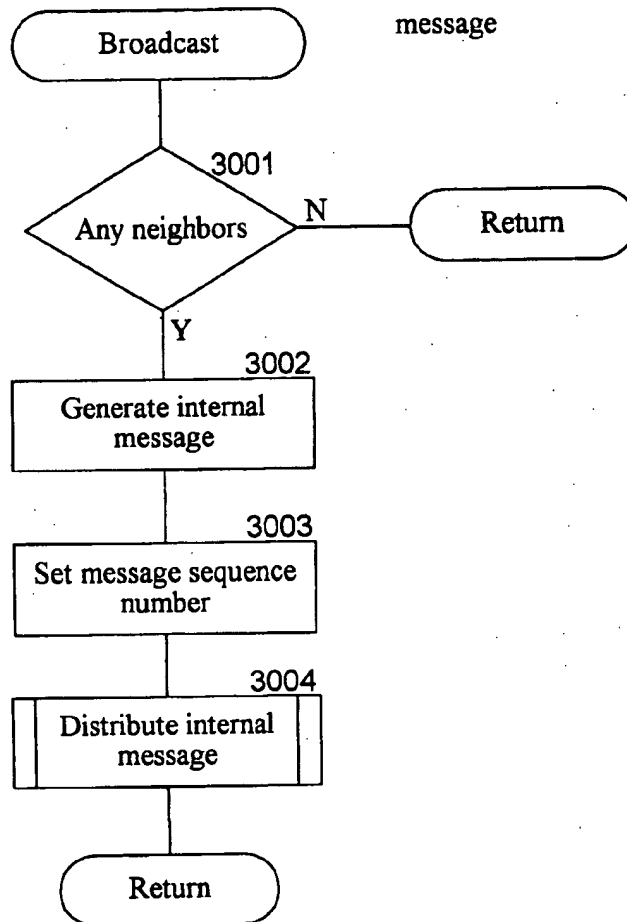 message
Broadcast
3001
Any neighbors
N
Return
Y
3002
Generate internal
message
3003
Set message sequence
number
3004
Distribute internal
message
Return